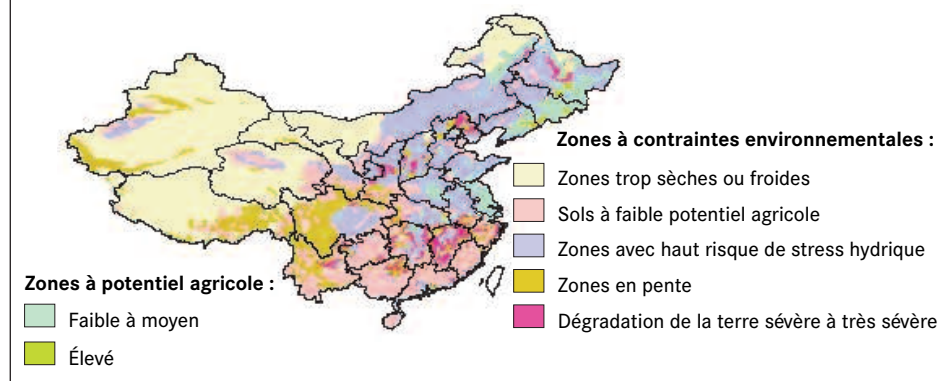 Zones à contraintes environnementales :
Zones trop sèches ou froides
Sols à faible potentiel agricole
Zones avec haut risque de stress hydrique
Zones en pente
Dégradation de la terre sévère à très sévère
Zones à potentiel agricole :
Faible à moyen
Élevé